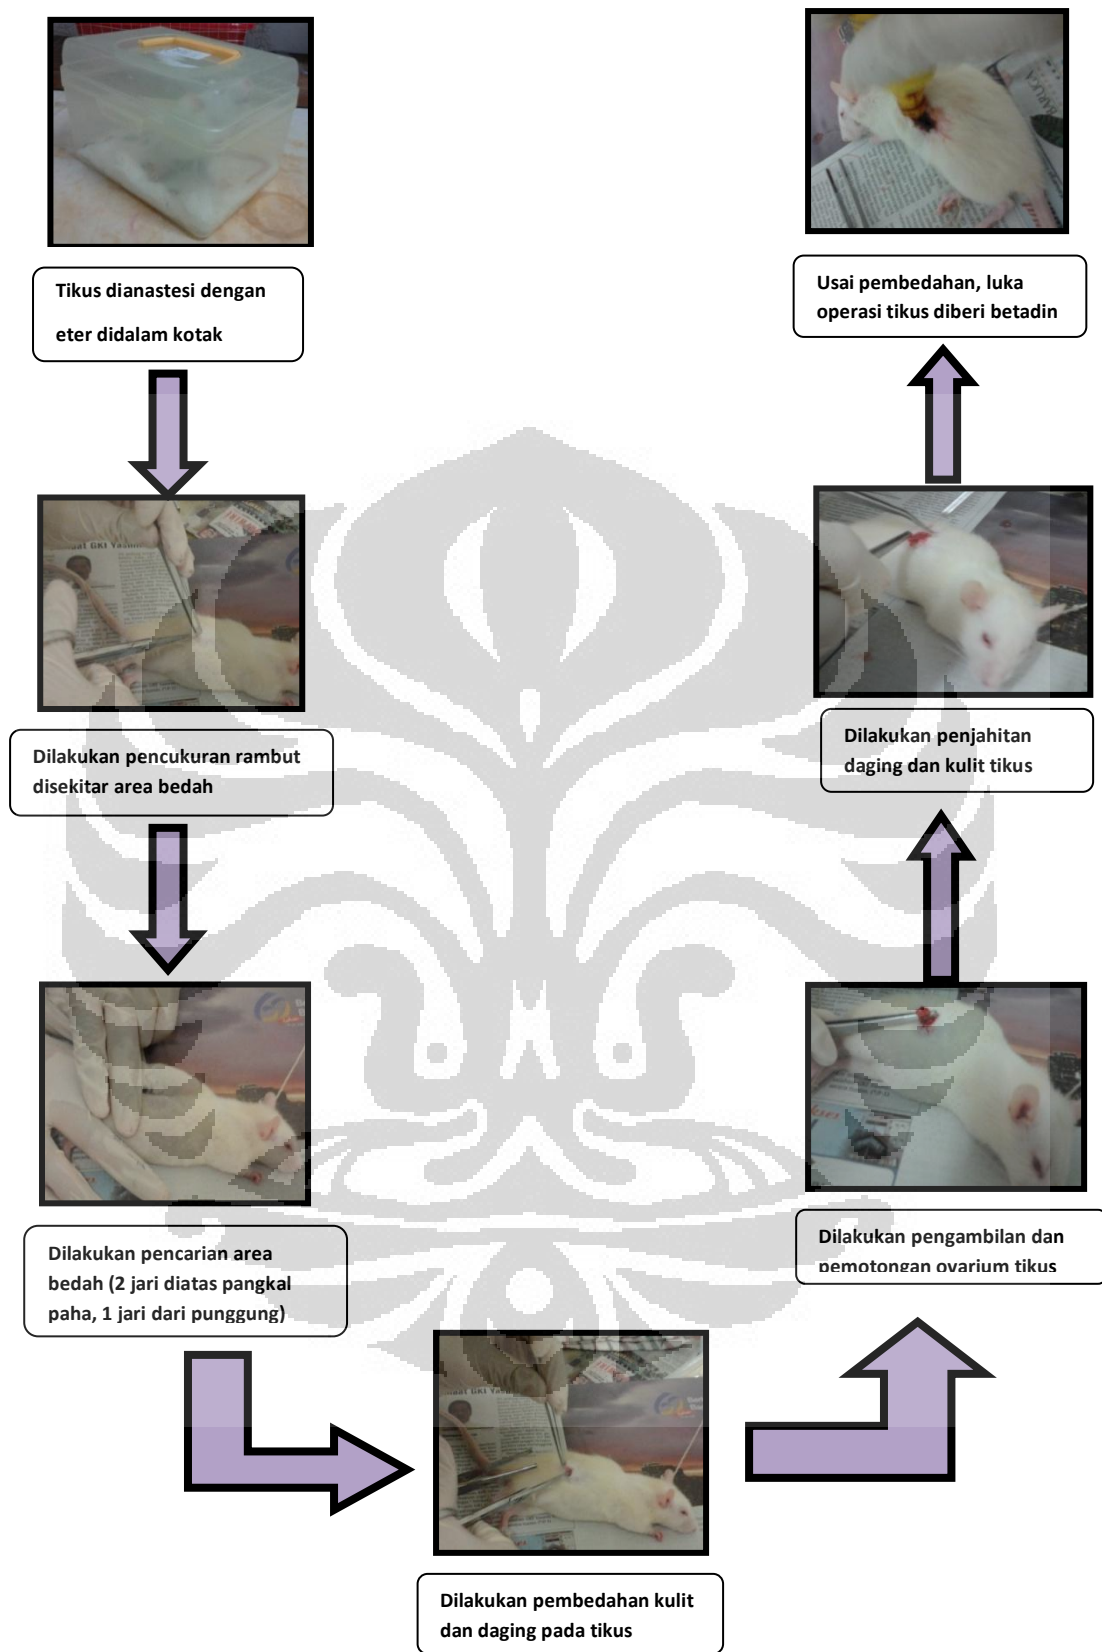 Tikus dianastesi dengan
eter didalam kotak
Dilakukan pencukuran rambut
disekitar area bedah
Dilakukan pencarian area
bedah (2 jari diatas pangkal
paha, 1 jari dari punggung)
Dilakukan pembedahan kulit
dan daging pada tikus
Dilakukan pengambilan dan
pemotongan ovarium tikus
Dilakukan penjahitan
daging dan kulit tikus
Usai pembedahan, luka
operasi tikus diberi betadin